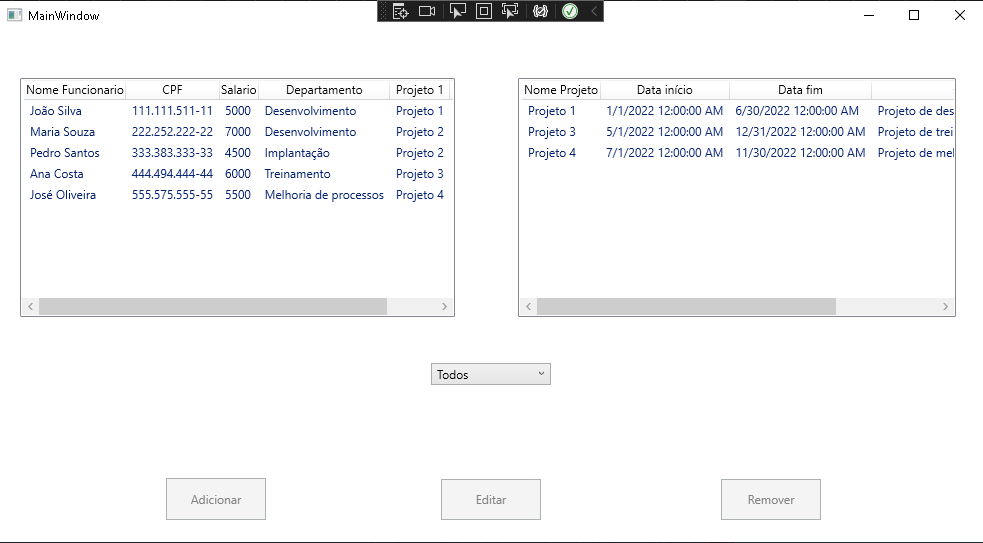 MainWindow
Nome Funcionario CPF Salario Departamento Projeto 1
João Silva 111.111.511-11 5000 Desenvolvimento Projeto 1
Maria Souza 222.252.222-22 7000 Desenvolvimento Projeto 2
Pedro Santos 333.383.333-33 4500 Implantação Projeto 2
Ana Costa 444.494.444-44 6000 Treinamento Projeto 3
José Oliveira 555.575.555-55 5500 Melhoria de processos Projeto 4
Nome Projeto Data início Data fim
Projeto 1 1/1/2022 12:00:00 AM 6/30/2022 12:00:00 AM Projeto de des
Projeto 3 5/1/2022 12:00:00 AM 12/31/2022 12:00:00 AM Projeto de trei
Projeto 4 7/1/2022 12:00:00 AM 11/30/2022 12:00:00 AM Projeto de mel
Todos
Adicionar Editar Remover